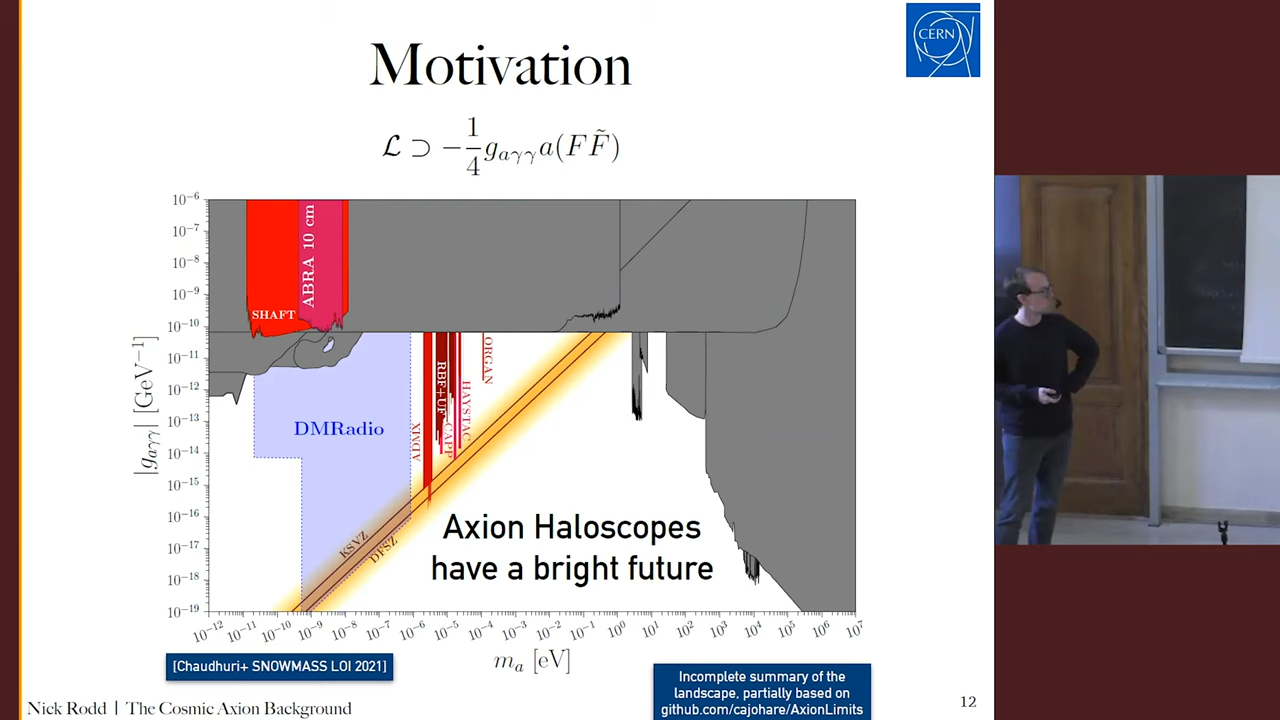 CERN
Motivation
ℒ ⊃ −1/4 g_{aγγ} a(FF̃)
|g_{aγγ}| [GeV⁻¹]
10⁻⁶
10⁻⁷
10⁻⁸
10⁻⁹
10⁻¹⁰
10⁻¹¹
10⁻¹²
10⁻¹³
10⁻¹⁴
10⁻¹⁵
10⁻¹⁶
10⁻¹⁷
10⁻¹⁸
10⁻¹⁹
SHAFT
ABRA 10 cm
DMRadio
ADMX
RBF+UF
CAPP
HAYSTAC
ORGAN
KSVZ
DFSZ
Axion Haloscopes
have a bright future
10⁻¹² 10⁻¹¹ 10⁻¹⁰ 10⁻⁹ 10⁻⁸ 10⁻⁷ 10⁻⁶ 10⁻⁵ 10⁻⁴ 10⁻³ 10⁻² 10⁻¹ 10⁰ 10¹ 10² 10³ 10⁴ 10⁵ 10⁶ 10⁷
m_a [eV]
[Chaudhuri+ SNOWMASS LOI 2021]
Incomplete summary of the
landscape, partially based on
github.com/cajohare/AxionLimits
Nick Rodd | The Cosmic Axion Background
12